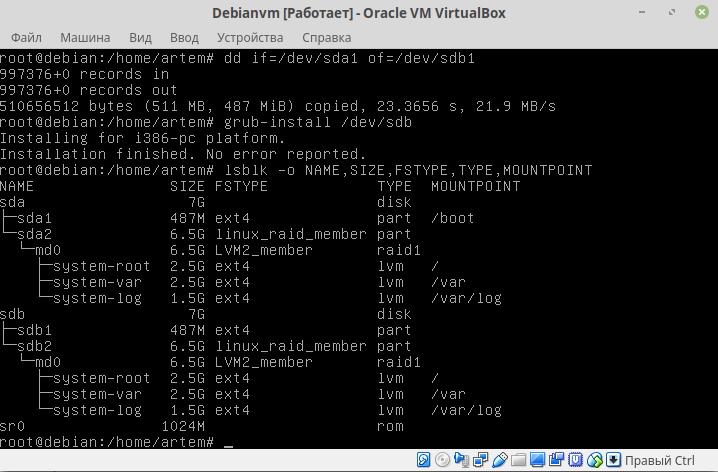 Debianvm [Работает] - Oracle VM VirtualBox
Файл Машина Вид Ввод Устройства Справка
root@debian:/home/artem# dd if=/dev/sda1 of=/dev/sdb1
997376+0 records in
997376+0 records out
510656512 bytes (511 MB, 487 MiB) copied, 23.3656 s, 21.9 MB/s
root@debian:/home/artem# grub-install /dev/sdb
Installing for i386-pc platform.
Installation finished. No error reported.
root@debian:/home/artem# lsblk -o NAME,SIZE,FSTYPE,TYPE,MOUNTPOINT
NAME                SIZE FSTYPE            TYPE  MOUNTPOINT
sda                   7G                   disk
├─sda1              487M ext4              part  /boot
└─sda2              6.5G linux_raid_member part
  └─md0             6.5G LVM2_member       raid1
    ├─system-root   2.5G ext4              lvm   /
    ├─system-var    2.5G ext4              lvm   /var
    └─system-log    1.5G ext4              lvm   /var/log
sdb                   7G                   disk
├─sdb1              487M ext4              part
└─sdb2              6.5G linux_raid_member part
  └─md0             6.5G LVM2_member       raid1
    ├─system-root   2.5G ext4              lvm   /
    ├─system-var    2.5G ext4              lvm   /var
    └─system-log    1.5G ext4              lvm   /var/log
sr0                1024M                   rom
root@debian:/home/artem# _
Правый Ctrl